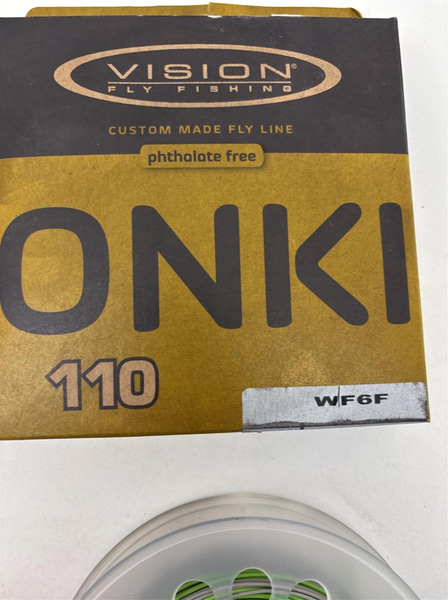 VISION®
FLY FISHING
CUSTOM MADE FLY LINE
phthalate free
ONKI
110
WF6F